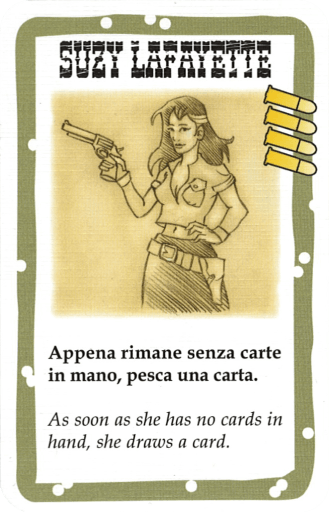 SUZY LAFAYETTE
Appena rimane senza carte
in mano, pesca una carta.
As soon as she has no cards in
hand, she draws a card.